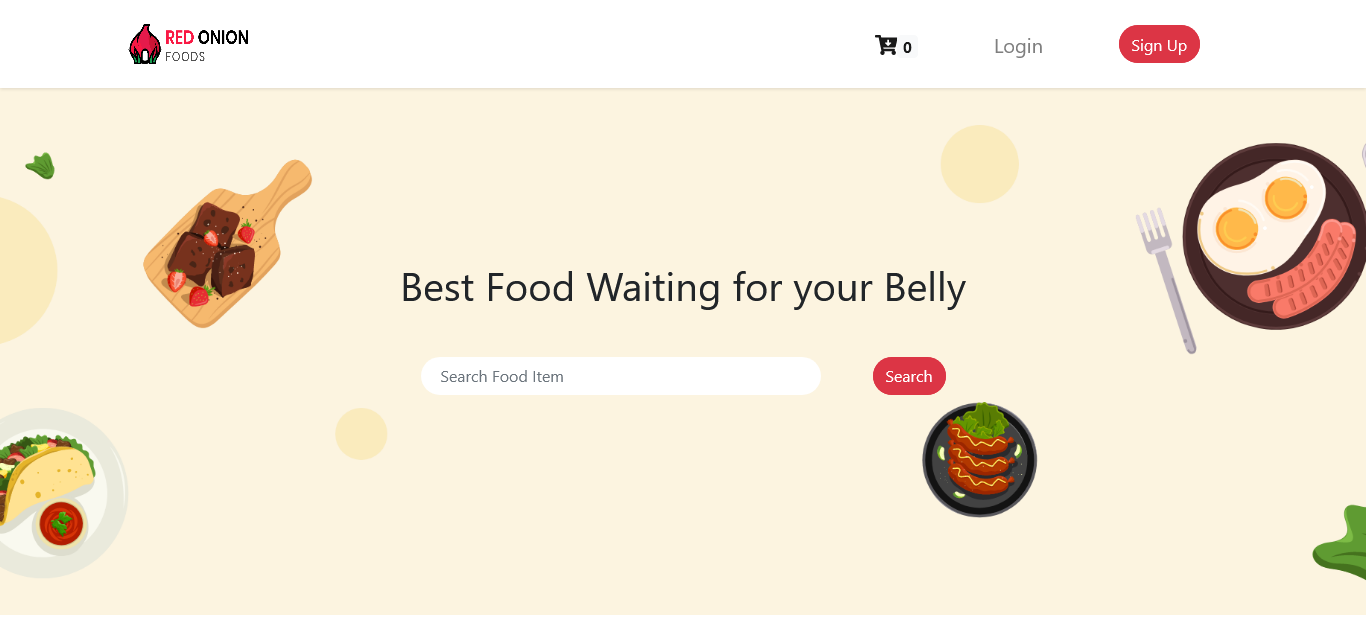 RED ONION
FOODS
0
Login
Sign Up
Best Food Waiting for your Belly
Search Food Item
Search